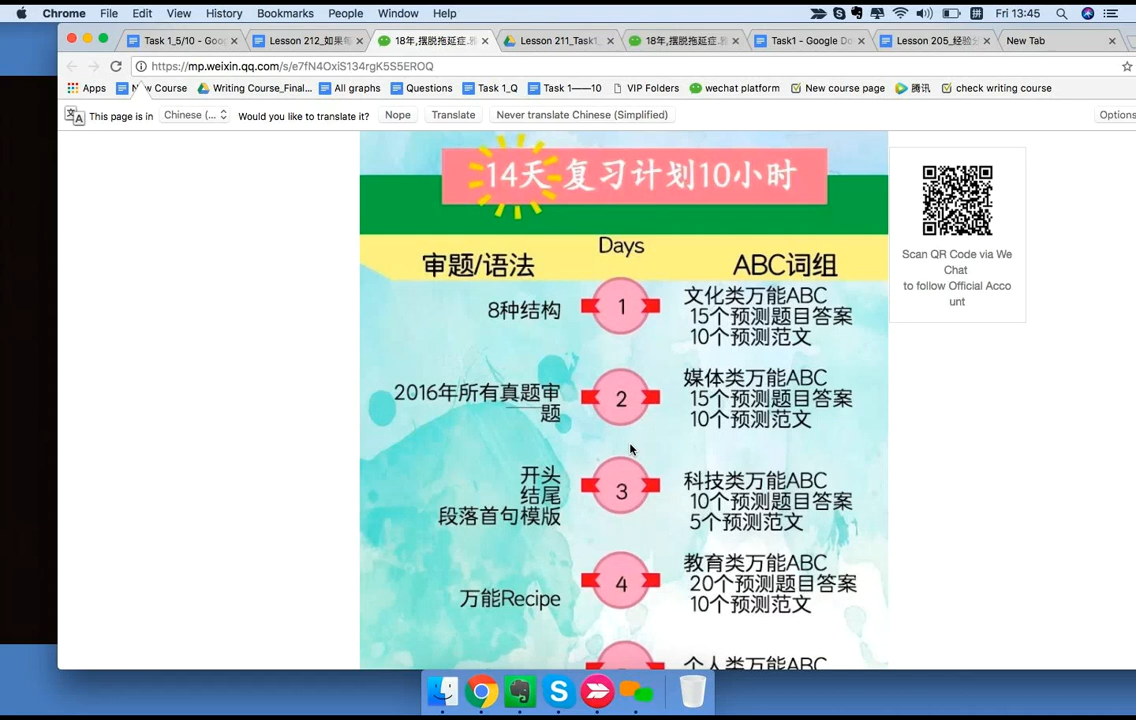 Chrome File Edit View History Bookmarks People Window Help
拼 Fri 13:45
Task 1_5/10 - Goo
Lesson 212_如果每
18年,摆脱拖延症.雅
Lesson 211_Task1_
18年,摆脱拖延症.雅
Task1 - Google Do
Lesson 205_经验分
New Tab
https://mp.weixin.qq.com/s/e7fN4OxiS134rgK5S5EROQ
Apps New Course Writing Course_Final... All graphs Questions Task 1_Q Task 1——10 VIP Folders wechat platform New course page 腾讯 check writing course
This page is in Chinese (... Would you like to translate it? Nope Translate Never translate Chinese (Simplified) Options
14天 复习计划10小时
审题/语法 Days ABC词组
8种结构
1
文化类万能ABC
15个预测题目答案
10个预测范文
2016年所有真题审
题
2
媒体类万能ABC
15个预测题目答案
10个预测范文
开头
结尾
段落首句模版
3
科技类万能ABC
10个预测题目答案
5个预测范文
万能Recipe
4
教育类万能ABC
20个预测题目答案
10个预测范文
个人类万能ABC
Scan QR Code via We
Chat
to follow Official Acco
unt